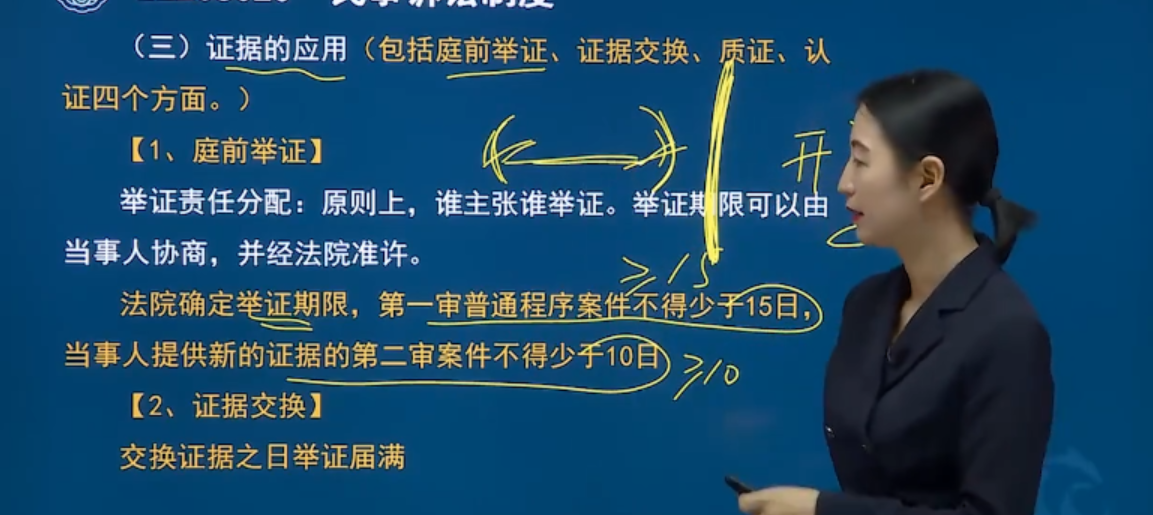 民事诉讼制度
（三）证据的应用（包括庭前举证、证据交换、质证、认
证四个方面。）
【1、庭前举证】
开
举证责任分配：原则上，谁主张谁举证。举证期限可以由
当事人协商，并经法院准许。
≥15
法院确定举证期限，第一审普通程序案件不得少于15日，
当事人提供新的证据的第二审案件不得少于10日
≥10
【2、证据交换】
交换证据之日举证届满